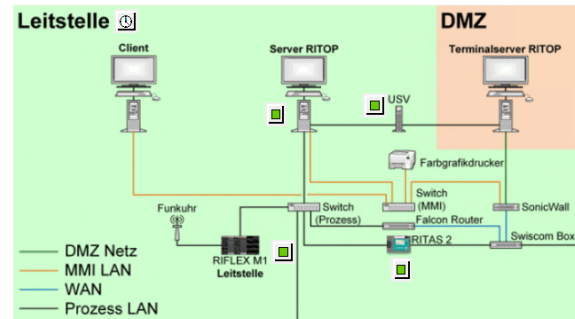 Leitstelle
DMZ
Client
Server RITOP
Terminalserver RITOP
USV
Farbgrafikdrucker
Switch
(MMI)
Funkuhr
Switch
(Prozess)
Falcon Router
SonicWall
RITAS 2
Swiscom Box
RIFLEX M1
Leitstelle
DMZ Netz
MMI LAN
WAN
Prozess LAN